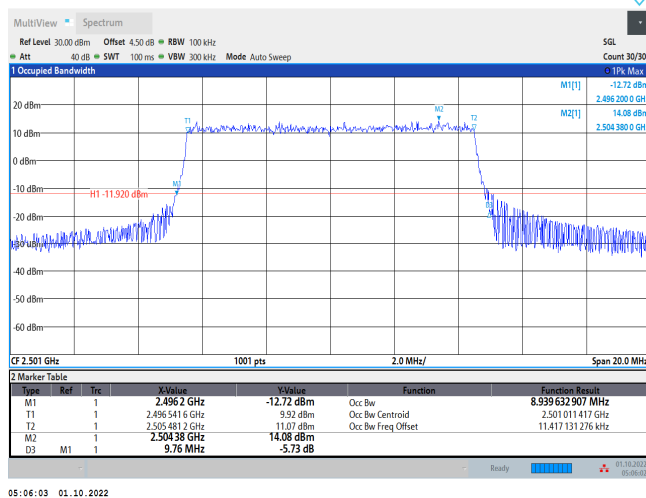 MultiView Spectrum
Ref Level 30.00 dBm Offset 4.50 dB RBW 100 kHz SGL
Att 40 dB SWT 100 ms VBW 300 kHz Mode Auto Sweep Count 30/30
1 Occupied Bandwidth 1Pk Max
M1[1] -12.72 dBm
2.496 200 0 GHz
M2[1] 14.08 dBm
2.504 380 0 GHz
20 dBm
M2
T1 T2
10 dBm
0 dBm
M1
-10 dBm
H1 -11.920 dBm
-20 dBm
-30 dBm
-40 dBm
-50 dBm
-60 dBm
CF 2.501 GHz 1001 pts 2.0 MHz/ Span 20.0 MHz
2 Marker Table
Type Ref Trc X-Value Y-Value Function Function Result
M1 1 2.496 2 GHz -12.72 dBm Occ Bw 8.939 632 907 MHz
T1 1 2.496 541 6 GHz 9.92 dBm Occ Bw Centroid 2.501 011 417 GHz
T2 1 2.505 481 2 GHz 11.07 dBm Occ Bw Freq Offset 11.417 131 276 kHz
M2 1 2.504 38 GHz 14.08 dBm
D3 M1 1 9.76 MHz -5.73 dB
Ready 01.10.2022
05:06:02
05:06:03 01.10.2022